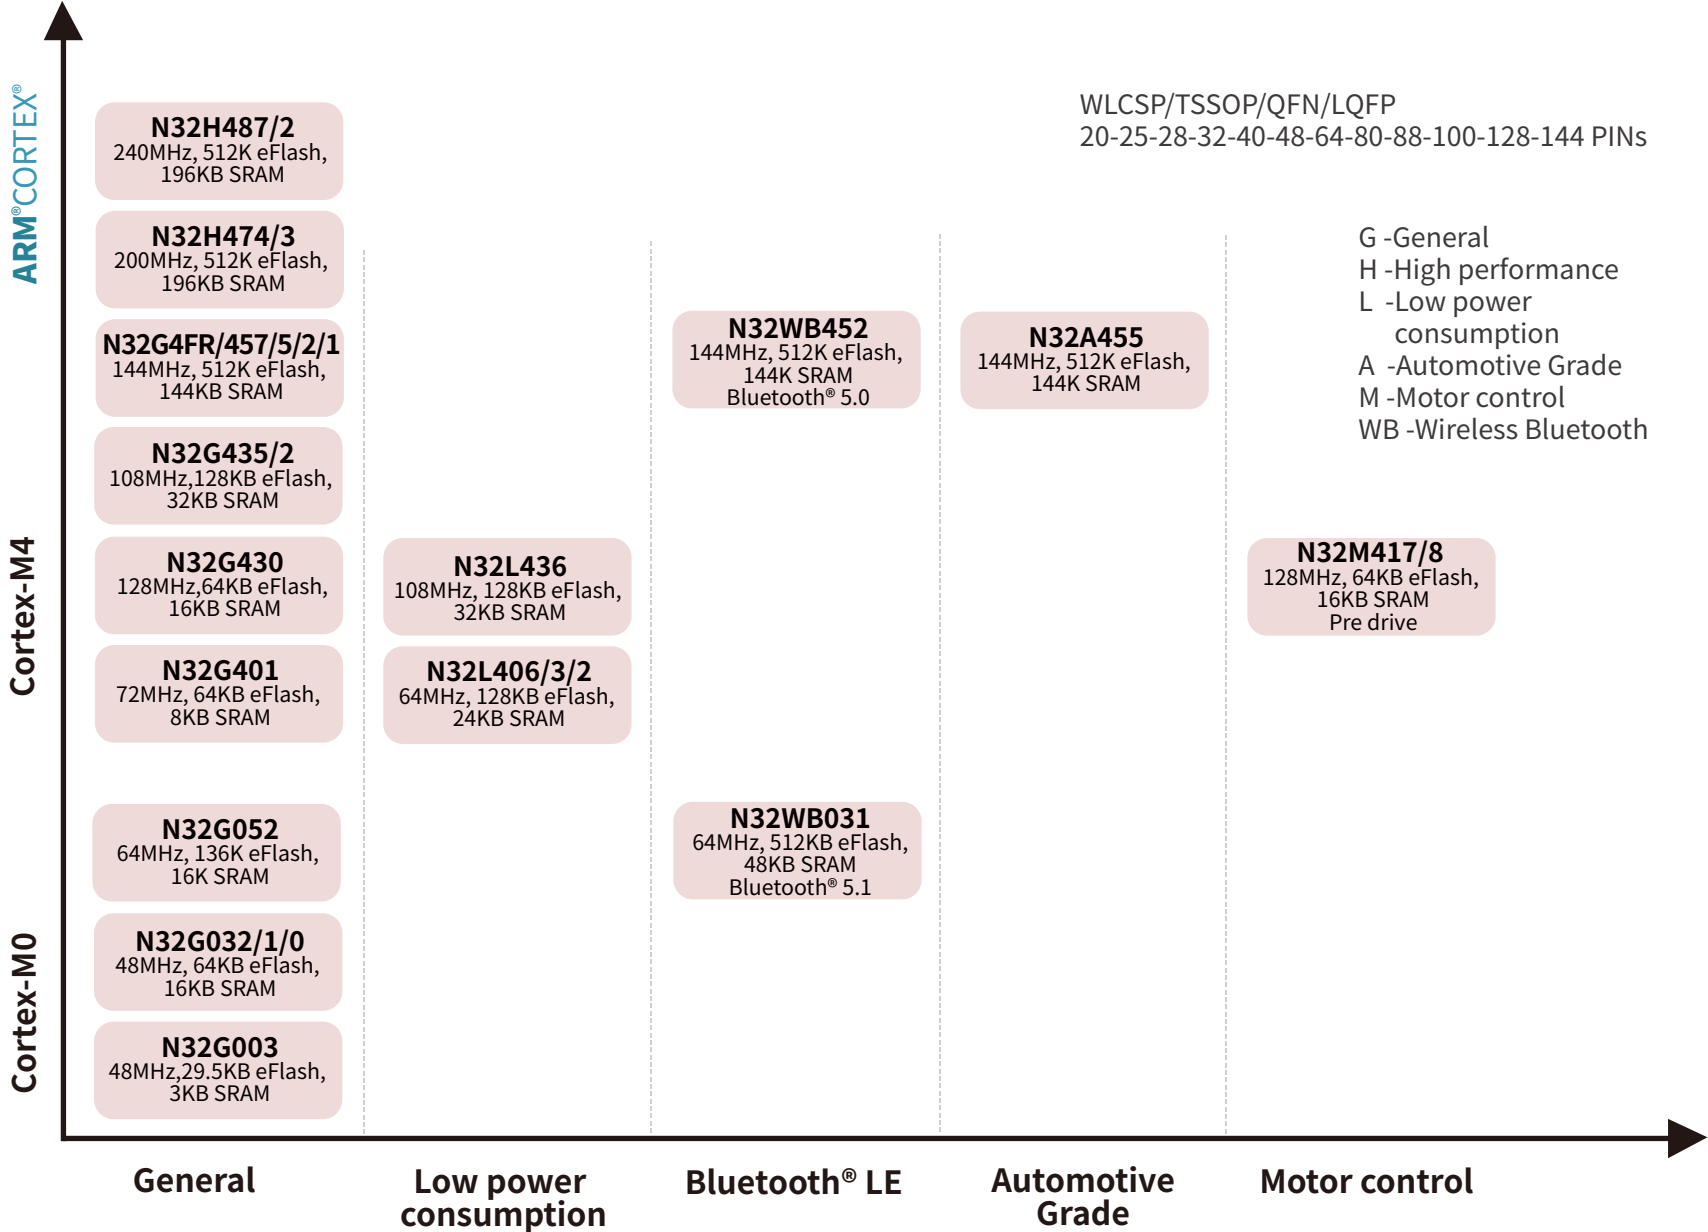 ARM®CORTEX®
Cortex-M4
Cortex-M0
WLCSP/TSSOP/QFN/LQFP
20-25-28-32-40-48-64-80-88-100-128-144 PINs
G -General
H -High performance
L -Low power
consumption
A -Automotive Grade
M -Motor control
WB -Wireless Bluetooth
N32H487/2
240MHz, 512K eFlash,
196KB SRAM
N32H474/3
200MHz, 512K eFlash,
196KB SRAM
N32G4FR/457/5/2/1
144MHz, 512K eFlash,
144KB SRAM
N32G435/2
108MHz,128KB eFlash,
32KB SRAM
N32G430
128MHz,64KB eFlash,
16KB SRAM
N32G401
72MHz, 64KB eFlash,
8KB SRAM
N32G052
64MHz, 136K eFlash,
16K SRAM
N32G032/1/0
48MHz, 64KB eFlash,
16KB SRAM
N32G003
48MHz,29.5KB eFlash,
3KB SRAM
N32L436
108MHz, 128KB eFlash,
32KB SRAM
N32L406/3/2
64MHz, 128KB eFlash,
24KB SRAM
N32WB452
144MHz, 512K eFlash,
144K SRAM
Bluetooth® 5.0
N32WB031
64MHz, 512KB eFlash,
48KB SRAM
Bluetooth® 5.1
N32A455
144MHz, 512K eFlash,
144K SRAM
N32M417/8
128MHz, 64KB eFlash,
16KB SRAM
Pre drive
General
Low power
consumption
Bluetooth® LE
Automotive
Grade
Motor control